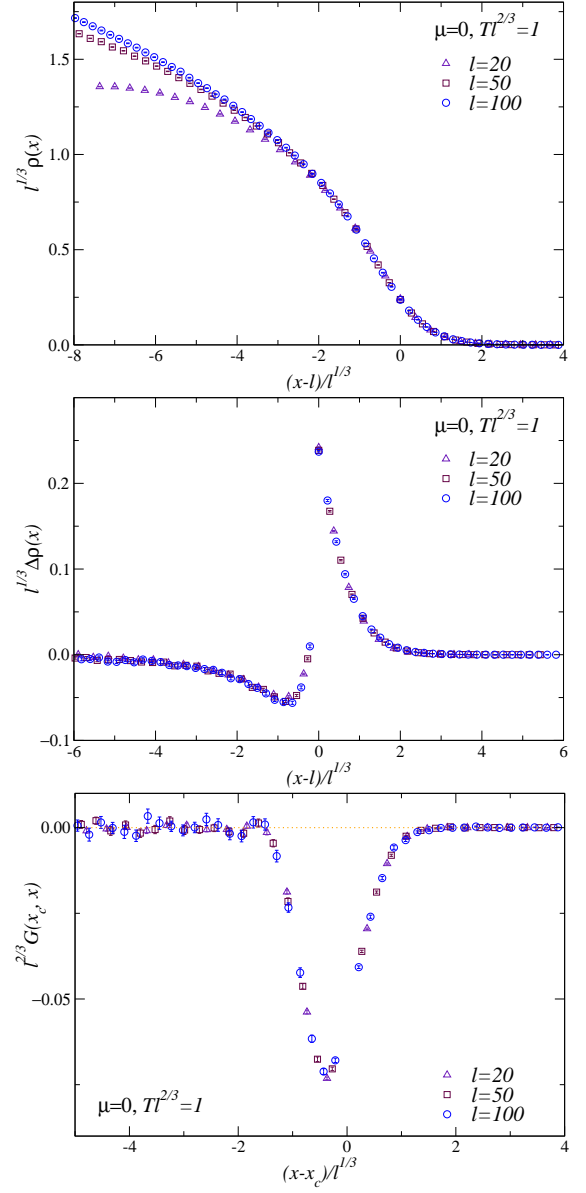 μ=0, Tl^{2/3}=1
l=20
l=50
l=100
l^{1/3}ρ(x)
1.5
1.0
0.5
0.0
-8 -6 -4 -2 0 2 4
(x-l)/l^{1/3}
μ=0, Tl^{2/3}=1
l=20
l=50
l=100
l^{1/3}Δρ(x)
0.2
0.1
0.0
−0.1
-6 -4 -2 0 2 4 6
(x-l)/l^{1/3}
l^{2/3}G(x_c, x)
0.00
−0.05
μ=0, Tl^{2/3}=1
l=20
l=50
l=100
-4 -2 0 2 4
(x-x_c)/l^{1/3}